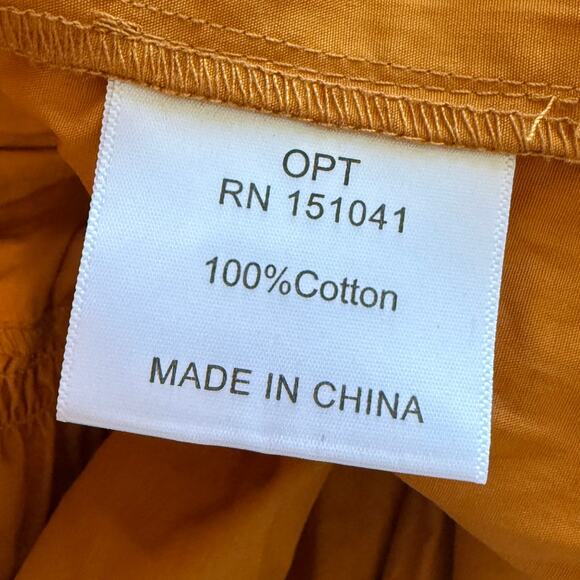 OPT
RN 151041
100%Cotton
MADE IN CHINA